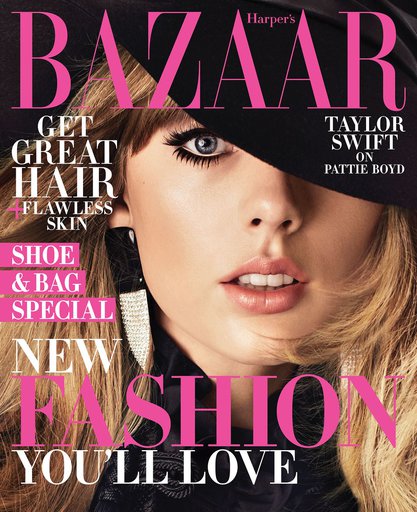 Harper's
BAZAAR
GET
GREAT
HAIR
+FLAWLESS
SKIN
TAYLOR
SWIFT
ON
PATTIE BOYD
SHOE
& BAG
SPECIAL
NEW
FASHION
YOU'LL LOVE